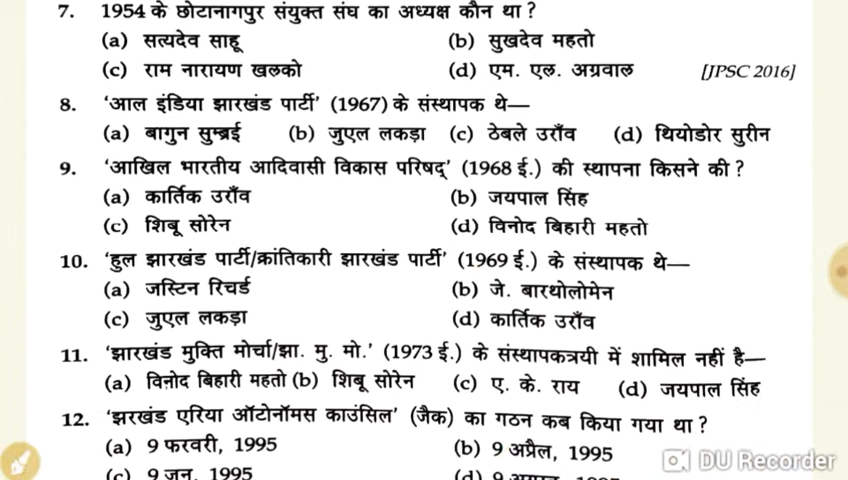 7. 1954 के छोटानागपुर संयुक्त संघ का अध्यक्ष कौन था ?
(a) सत्यदेव साहू (b) सुखदेव महतो
(c) राम नारायण खलको (d) एम. एल. अग्रवाल [JPSC 2016]
8. ‘आल इंडिया झारखंड पार्टी’ (1967) के संस्थापक थे—
(a) बागुन सुम्ब्रई (b) जुएल लकड़ा (c) ठेबले उराँव (d) थियोडोर सुरीन
9. ‘आखिल भारतीय आदिवासी विकास परिषद्’ (1968 ई.) की स्थापना किसने की ?
(a) कार्तिक उराँव (b) जयपाल सिंह
(c) शिबू सोरेन (d) विनोद बिहारी महतो
10. ‘हुल झारखंड पार्टी/क्रांतिकारी झारखंड पार्टी’ (1969 ई.) के संस्थापक थे—
(a) जस्टिन रिचर्ड (b) जे. बारथोलोमेन
(c) जुएल लकड़ा (d) कार्तिक उराँव
11. ‘झारखंड मुक्ति मोर्चा/झा. मु. मो.’ (1973 ई.) के संस्थापकत्रयी में शामिल नहीं है—
(a) विनोद बिहारी महतो (b) शिबू सोरेन (c) ए. के. राय (d) जयपाल सिंह
12. ‘झरखंड एरिया ऑटोनॉमस काउंसिल’ (जैक) का गठन कब किया गया था ?
(a) 9 फरवरी, 1995 (b) 9 अप्रैल, 1995
(c) 9 जून, 1995 (d) 9
DU Recorder